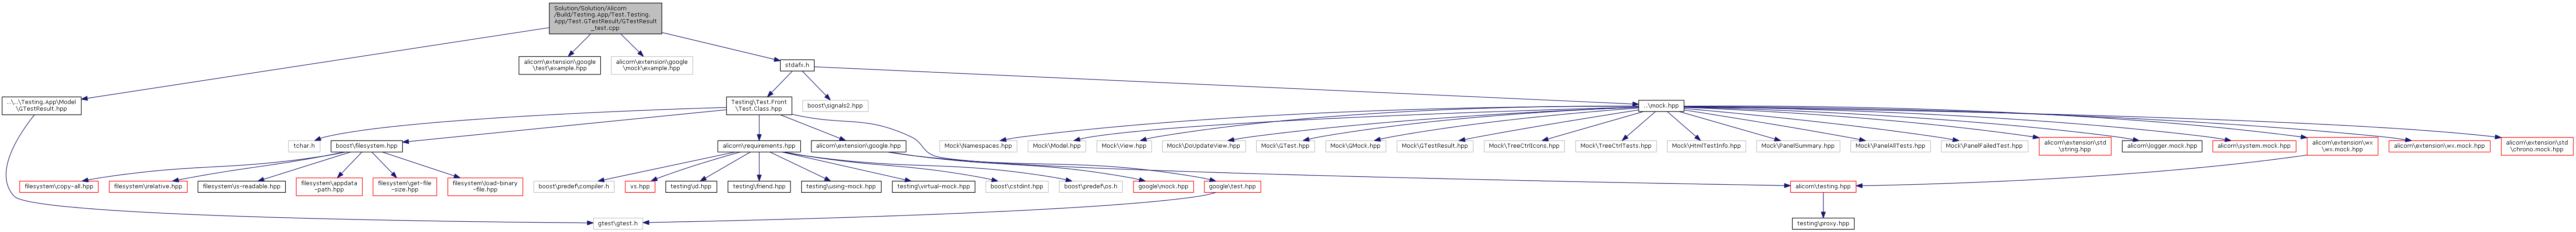 Solution/Solution/Alicorn
/Build/Testing.App/Test.Testing.
App/Test.GTestResult/GTestResult
_test.cpp
alicorn\extension\google
\test\example.hpp
alicorn\extension\google
\mock\example.hpp
stdafx.h
..\..\Testing.App\Model
\GTestResult.hpp
Testing\Test.Front
\Test.Class.hpp
boost\signals2.hpp
..\mock.hpp
tchar.h
boost\filesystem.hpp
alicorn\requirements.hpp
alicorn\extension\google.hpp
Mock\Namespaces.hpp
Mock\Model.hpp
Mock\View.hpp
Mock\DoUpdateView.hpp
Mock\GTest.hpp
Mock\GMock.hpp
Mock\GTestResult.hpp
Mock\TreeCtrlIcons.hpp
Mock\TreeCtrlTests.hpp
Mock\HtmlTestInfo.hpp
Mock\PanelSummary.hpp
Mock\PanelAllTests.hpp
Mock\PanelFailedTest.hpp
alicorn\extension\std
\string.hpp
alicorn\logger.mock.hpp
alicorn\system.mock.hpp
alicorn\extension\wx
\wx.mock.hpp
alicorn\extension\wx.mock.hpp
alicorn\extension\std
\chrono.mock.hpp
filesystem\copy-all.hpp
filesystem\relative.hpp
filesystem\is-readable.hpp
filesystem\appdata
-path.hpp
filesystem\get-file
-size.hpp
filesystem\load-binary
-file.hpp
boost\predef\compiler.h
vs.hpp
testing\id.hpp
testing\friend.hpp
testing\using-mock.hpp
testing\virtual-mock.hpp
boost\cstdint.hpp
boost\predef\os.h
google\mock.hpp
google\test.hpp
alicorn\testing.hpp
gtest\gtest.h
testing\proxy.hpp